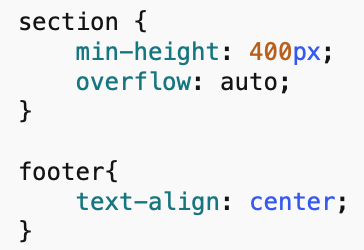 section {
    min-height: 400px;
    overflow: auto;
}

footer{
    text-align: center;
}